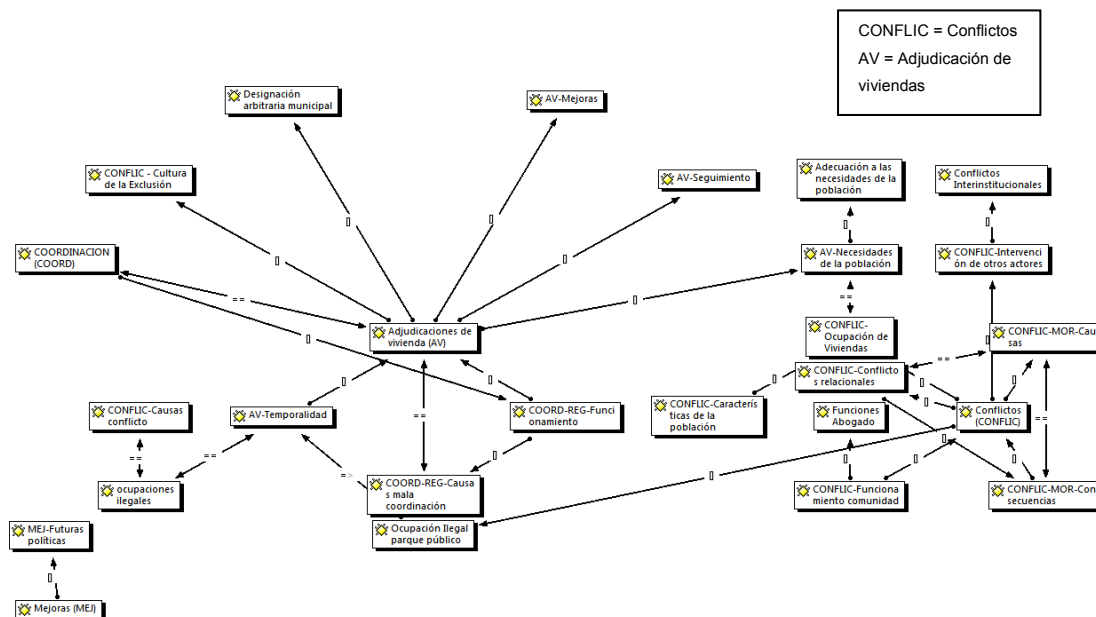 CONFLIC = Conflictos
AV = Adjudicación de
viviendas
Designación
arbitraria municipal
AV-Mejoras
CONFLIC - Cultura
de la Exclusión
AV-Seguimiento
Adecuación a las
necesidades de la
población
Conflictos
Interinstitucionales
COORDINACION
(COORD)
AV-Necesidades
de la población
CONFLIC-Intervenci
ón de otros actores
Adjudicaciones de
vivienda (AV)
CONFLIC-
Ocupación de
Viviendas
CONFLIC-MOR-Cau
sas
CONFLIC-Conflicto
s relacionales
CONFLIC-Causas
conflicto
AV-Temporalidad
COORD-REG-Funci
onamiento
CONFLIC-Caracterís
ticas de la
población
Funciones
Abogado
Conflictos
(CONFLIC)
ocupaciones
ilegales
COORD-REG-Causa
s mala
coordinación
CONFLIC-Funciona
miento comunidad
CONFLIC-MOR-Con
secuencias
MEJ-Futuras
políticas
Ocupación Ilegal
parque público
Mejoras (MEJ)
[]
[]
[]
[]
[]
[]
[]
==
[]
==
==
[]
[]
[]
[]
[]
[]
==
==
==
==
[]
=>
[]
[]
[]
[]
[]
[]